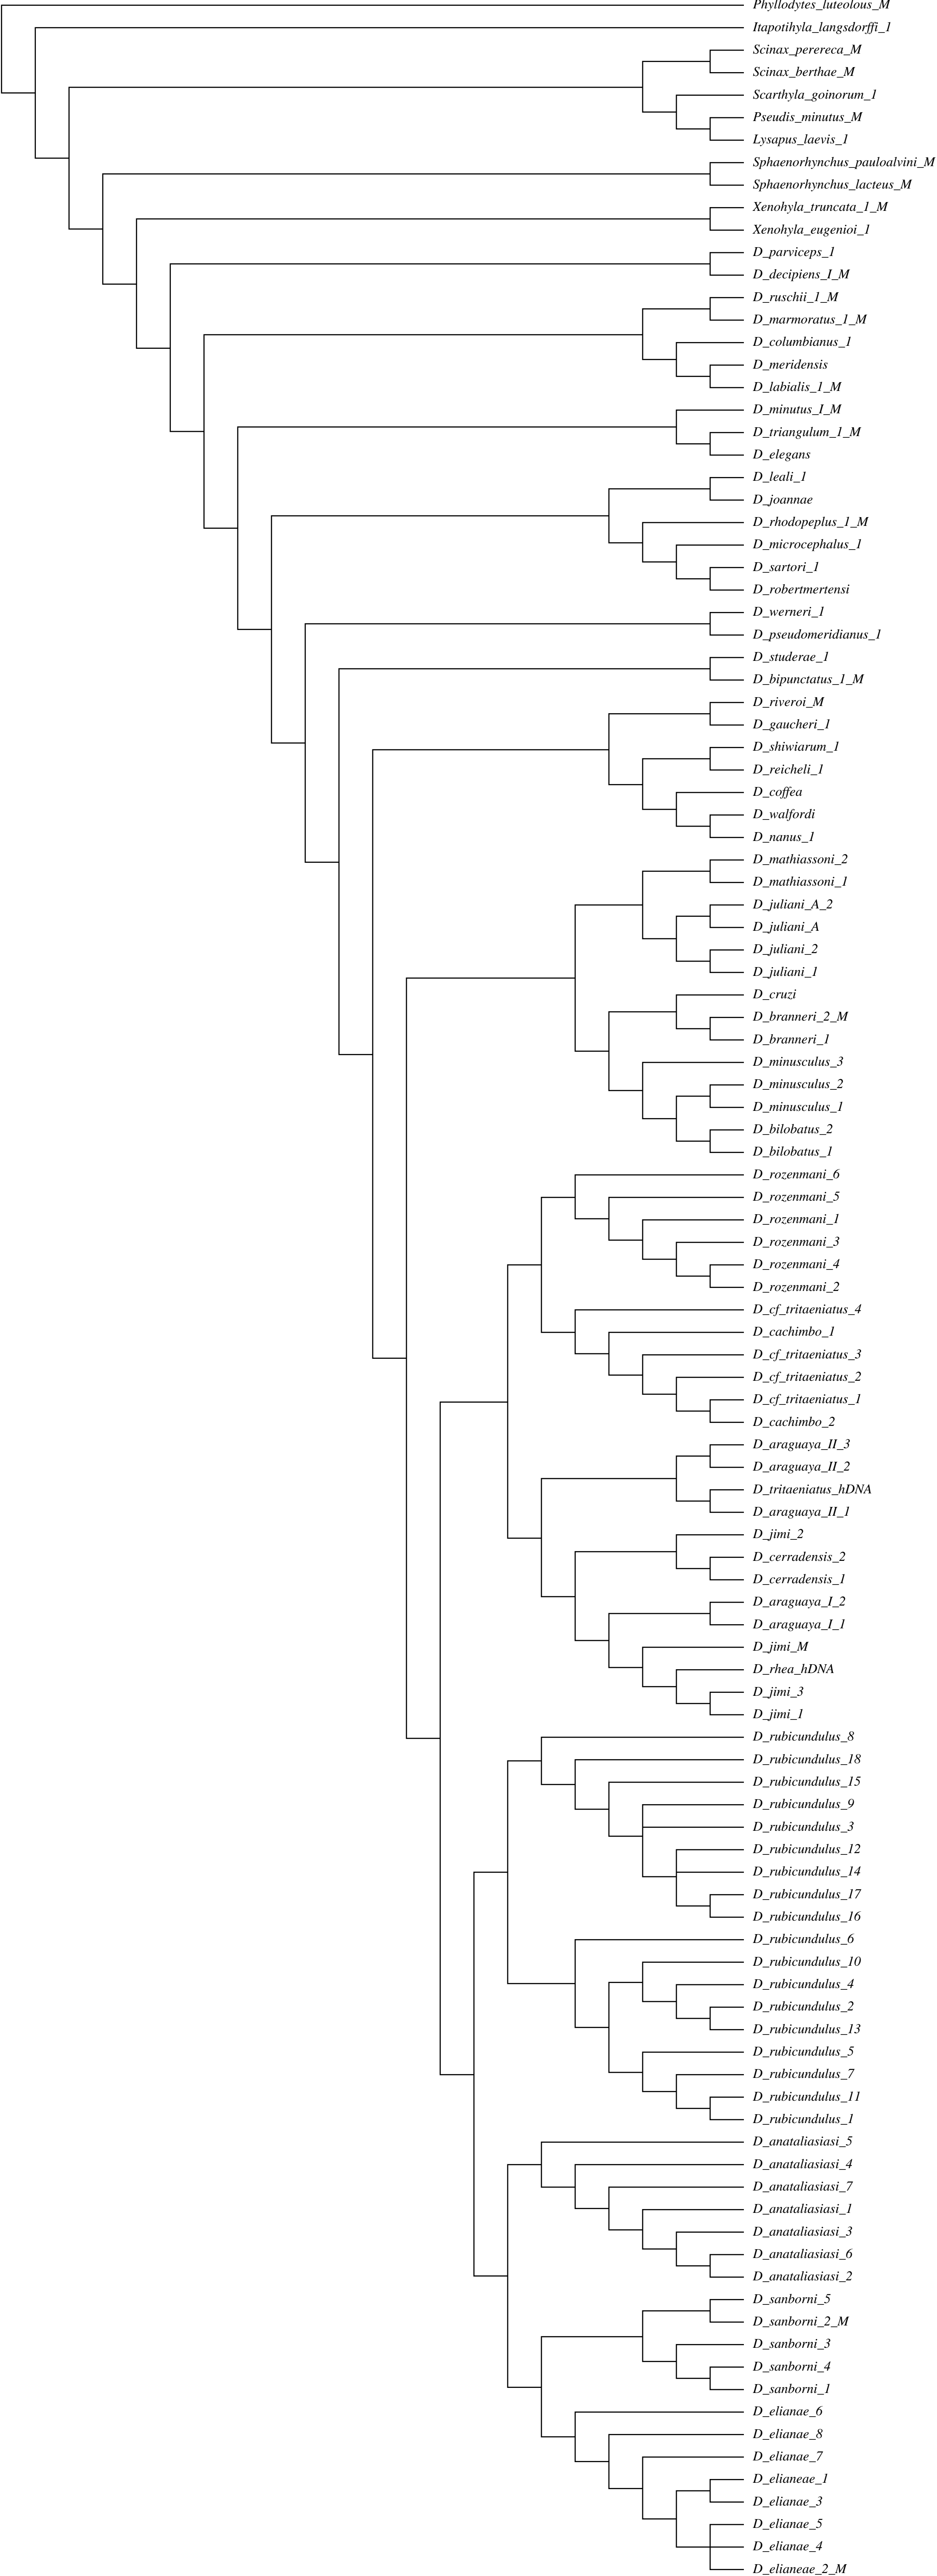 Phyllodytes_luteolous_M
Itapotihyla_langsdorffi_1
Scinax_perereca_M
Scinax_berthae_M
Scarthyla_goinorum_1
Pseudis_minutus_M
Lysapus_laevis_1
Sphaenorhynchus_pauloalvini_M
Sphaenorhynchus_lacteus_M
Xenohyla_truncata_1_M
Xenohyla_eugenioi_1
D_parviceps_1
D_decipiens_I_M
D_ruschii_1_M
D_marmoratus_1_M
D_columbianus_1
D_meridensis
D_labialis_1_M
D_minutus_I_M
D_triangulum_1_M
D_elegans
D_leali_1
D_joannae
D_rhodopeplus_1_M
D_microcephalus_1
D_sartori_1
D_robertmertensi
D_werneri_1
D_pseudomeridianus_1
D_studerae_1
D_bipunctatus_1_M
D_riveroi_M
D_gaucheri_1
D_shiwiarum_1
D_reicheli_1
D_coffea
D_walfordi
D_nanus_1
D_mathiassoni_2
D_mathiassoni_1
D_juliani_A_2
D_juliani_A
D_juliani_2
D_juliani_1
D_cruzi
D_branneri_2_M
D_branneri_1
D_minusculus_3
D_minusculus_2
D_minusculus_1
D_bilobatus_2
D_bilobatus_1
D_rozenmani_6
D_rozenmani_5
D_rozenmani_1
D_rozenmani_3
D_rozenmani_4
D_rozenmani_2
D_cf_tritaeniatus_4
D_cachimbo_1
D_cf_tritaeniatus_3
D_cf_tritaeniatus_2
D_cf_tritaeniatus_1
D_cachimbo_2
D_araguaya_II_3
D_araguaya_II_2
D_tritaeniatus_hDNA
D_araguaya_II_1
D_jimi_2
D_cerradensis_2
D_cerradensis_1
D_araguaya_I_2
D_araguaya_I_1
D_jimi_M
D_rhea_hDNA
D_jimi_3
D_jimi_1
D_rubicundulus_8
D_rubicundulus_18
D_rubicundulus_15
D_rubicundulus_9
D_rubicundulus_3
D_rubicundulus_12
D_rubicundulus_14
D_rubicundulus_17
D_rubicundulus_16
D_rubicundulus_6
D_rubicundulus_10
D_rubicundulus_4
D_rubicundulus_2
D_rubicundulus_13
D_rubicundulus_5
D_rubicundulus_7
D_rubicundulus_11
D_rubicundulus_1
D_anataliasiasi_5
D_anataliasiasi_4
D_anataliasiasi_7
D_anataliasiasi_1
D_anataliasiasi_3
D_anataliasiasi_6
D_anataliasiasi_2
D_sanborni_5
D_sanborni_2_M
D_sanborni_3
D_sanborni_4
D_sanborni_1
D_elianae_6
D_elianae_8
D_elianae_7
D_elianeae_1
D_elianae_3
D_elianae_5
D_elianae_4
D_elianeae_2_M